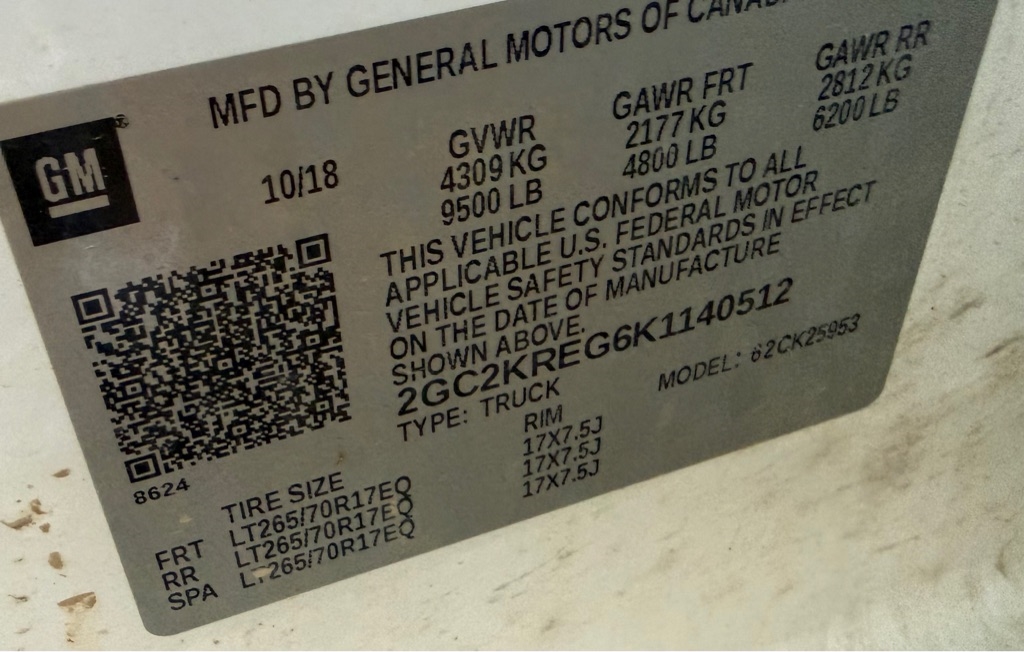 MFD BY GENERAL MOTORS OF
GM
10/18
GVWR GAWR FRT GAWR RR
4309 KG 2177 KG 2812 KG
9500 LB 4800 LB 6200 LB
THIS VEHICLE CONFORMS TO ALL
APPLICABLE U.S. FEDERAL MOTOR
VEHICLE SAFETY STANDARDS IN EFFECT
ON THE DATE OF MANUFACTURE
SHOWN ABOVE.
2GC2KREG6K1140512
TYPE: TRUCK MODEL: 62CK25953
8624
TIRE SIZE RIM
FRT LT265/70R17EQ 17X7.5J
RR LT265/70R17EQ 17X7.5J
SPA LT265/70R17EQ 17X7.5J